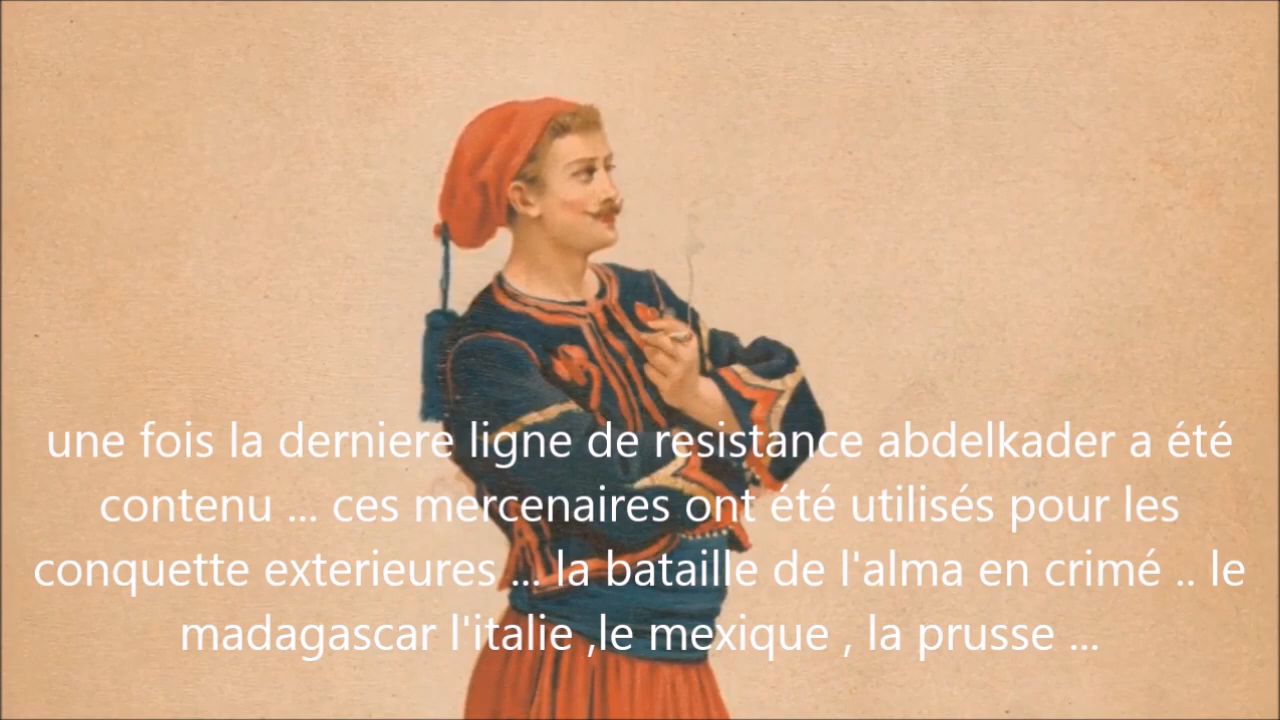 une fois la derniere ligne de resistance abdelkader a été
contenu ... ces mercenaires ont été utilisés pour les
conquette exterieures ... la bataille de l'alma en crimé .. le
madagascar l'italie ,le mexique , la prusse ...